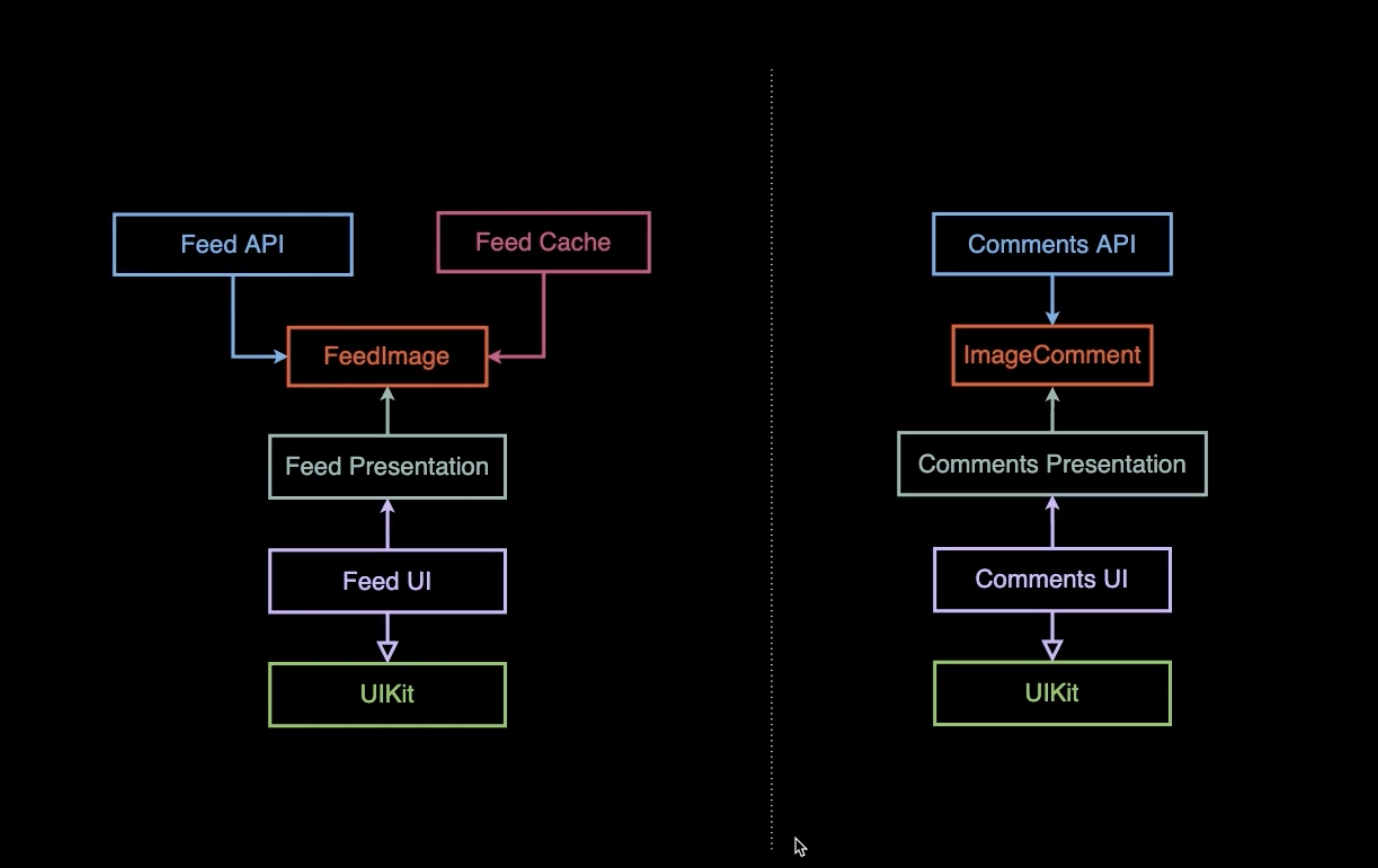 Feed API
Feed Cache
FeedImage
Feed Presentation
Feed UI
UIKit
Comments API
ImageComment
Comments Presentation
Comments UI
UIKit